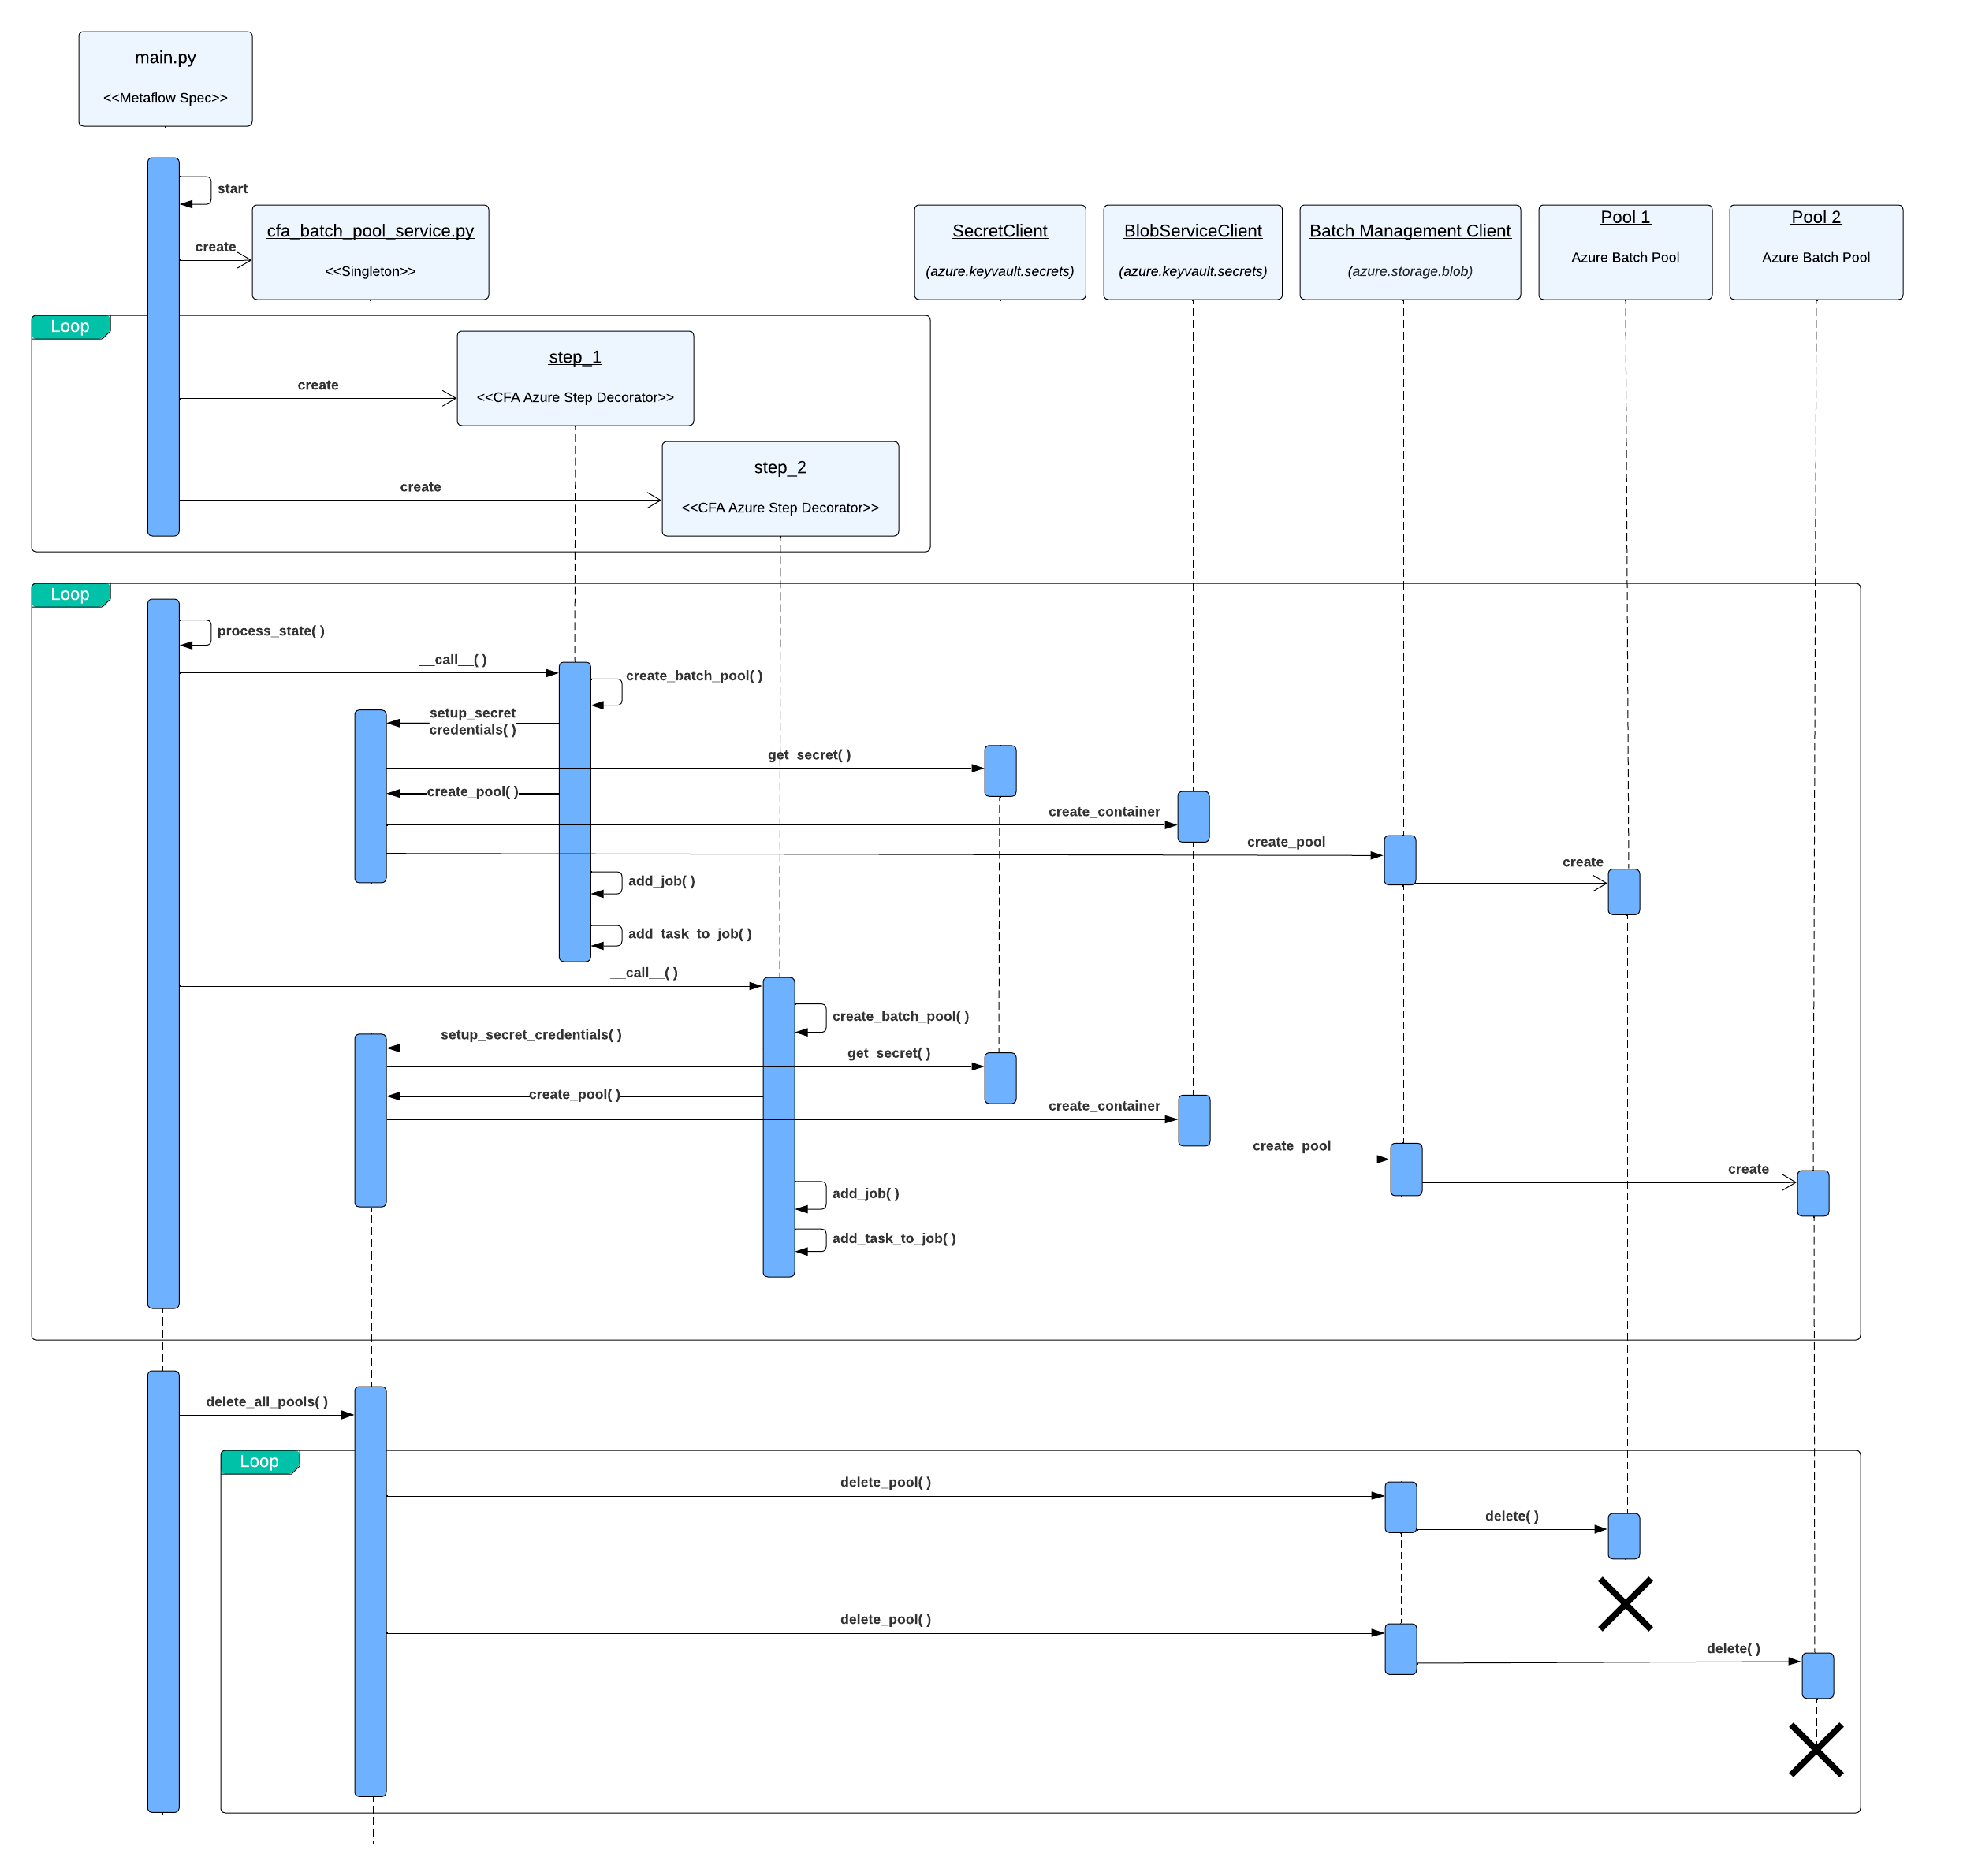 main.py
<<Metaflow Spec>>
start
create
cfa_batch_pool_service.py
<<Singleton>>
SecretClient
(azure.keyvault.secrets)
BlobServiceClient
(azure.keyvault.secrets)
Batch Management Client
(azure.storage.blob)
Pool 1
Azure Batch Pool
Pool 2
Azure Batch Pool
Loop
step_1
<<CFA Azure Step Decorator>>
create
step_2
<<CFA Azure Step Decorator>>
create
Loop
process_state( )
__call__( )
create_batch_pool( )
setup_secret
credentials( )
get_secret( )
create_pool( )
create_container
create_pool
create
add_job( )
add_task_to_job( )
__call__( )
create_batch_pool( )
setup_secret_credentials( )
get_secret( )
create_pool( )
create_container
create_pool
create
add_job( )
add_task_to_job( )
delete_all_pools( )
Loop
delete_pool( )
delete( )
delete_pool( )
delete( )